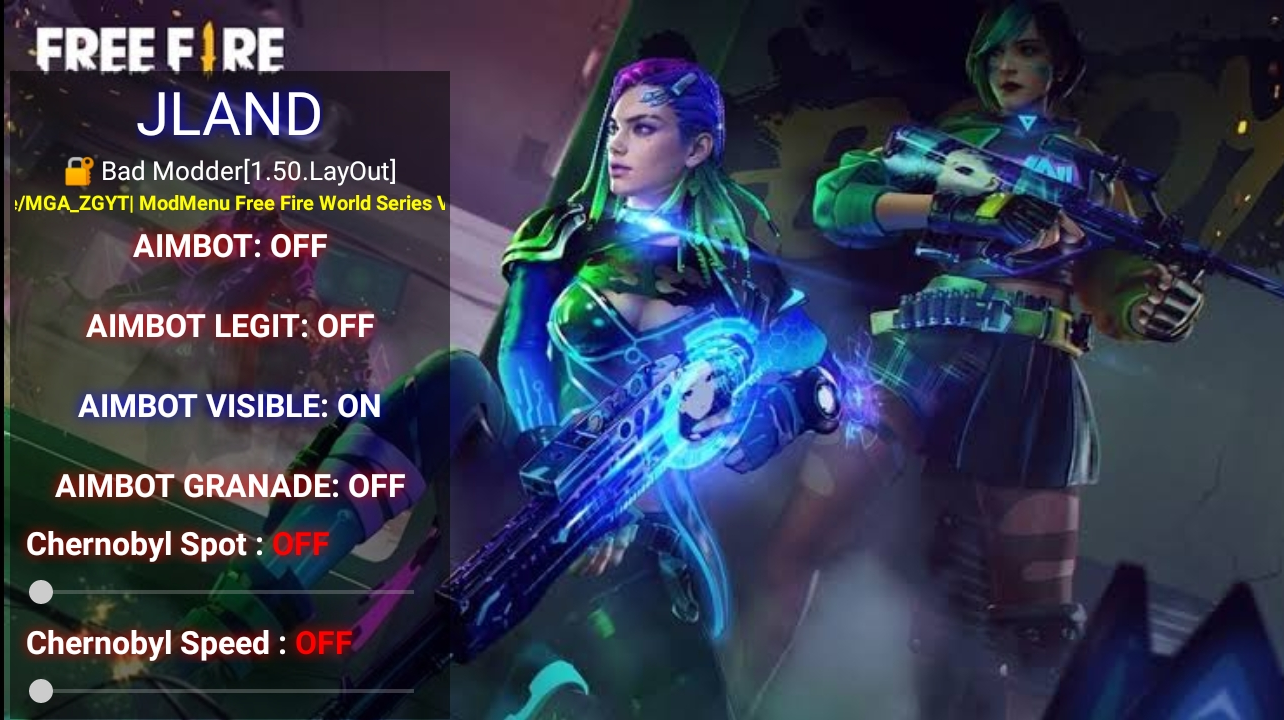 FREE FIRE
JLAND
Bad Modder[1.50.LayOut]
/MGA_ZGYT| ModMenu Free Fire World Series
AIMBOT: OFF
AIMBOT LEGIT: OFF
AIMBOT VISIBLE: ON
AIMBOT GRANADE: OFF
Chernobyl Spot : OFF
Chernobyl Speed : OFF